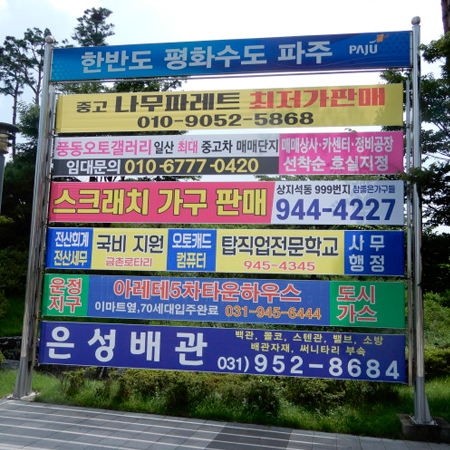 한반도 평화수도 파주 PAJU
중고 나무파레트 최저가판매
010-9052-5868
풍동오토갤러리 일산 최대 중고차 매매단지
임대문의 010-6777-0420
매매상사·카센터·정비공장
선착순 호실지정
스크래치 가구 판매
상지석동 999번지 참좋은가구들
944-4227
전산회계
전산세무
국비 지원
금촌로타리
오토캐드
컴퓨터
탑직업전문학교
945-4345
사무
행정
운정
지구
아레테5차타운하우스
이마트옆,70세대입주완료 031-945-6444
도시
가스
은성배관
백관, 물코, 스텐관, 밸브, 소방
배관자재, 써니타리 부속
031) 952-8684